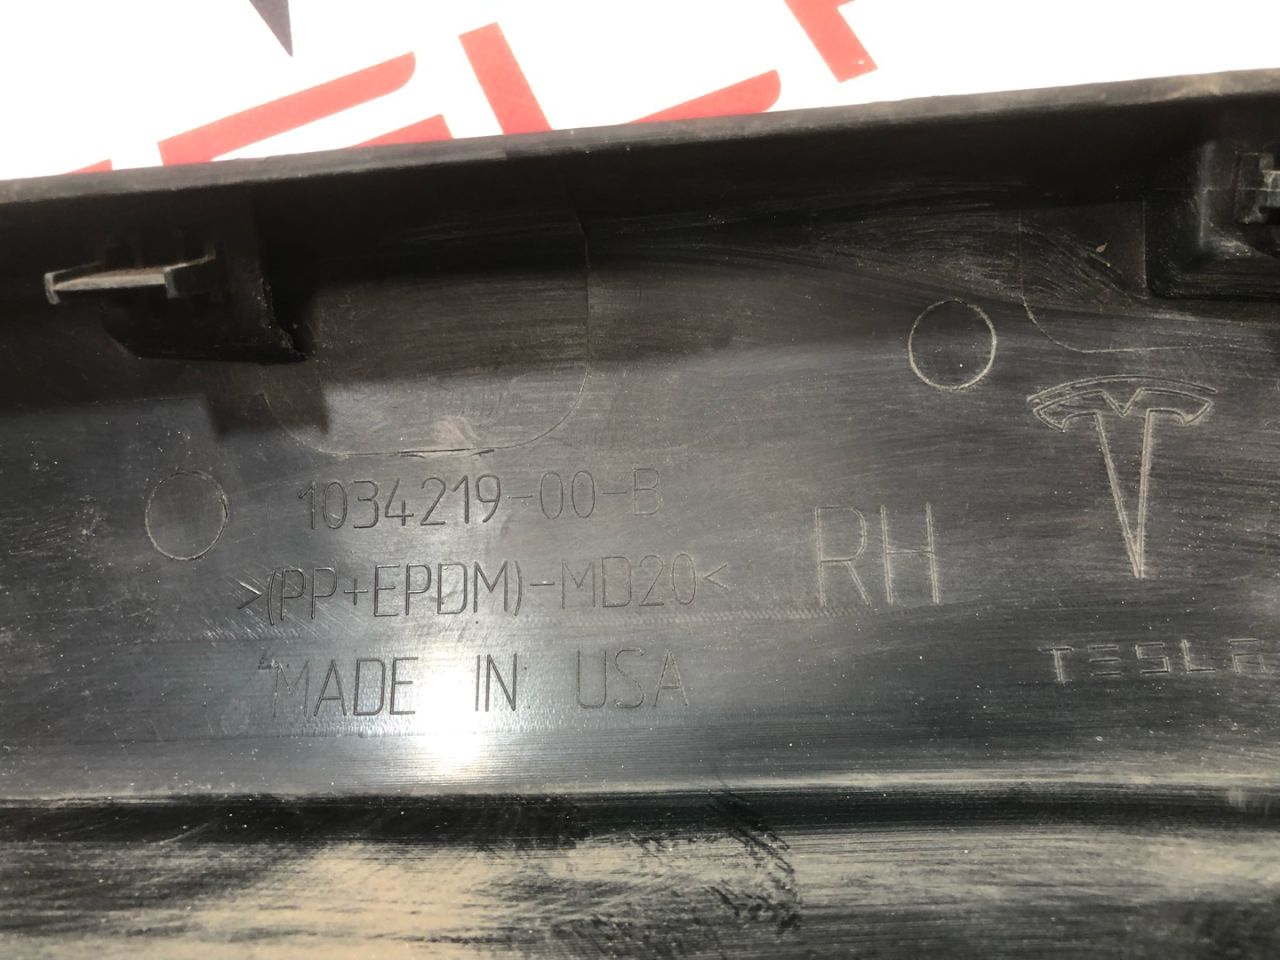 1034219-00-B
>(PP+EPDM)-MD20<
RH
MADE IN USA
TESLA